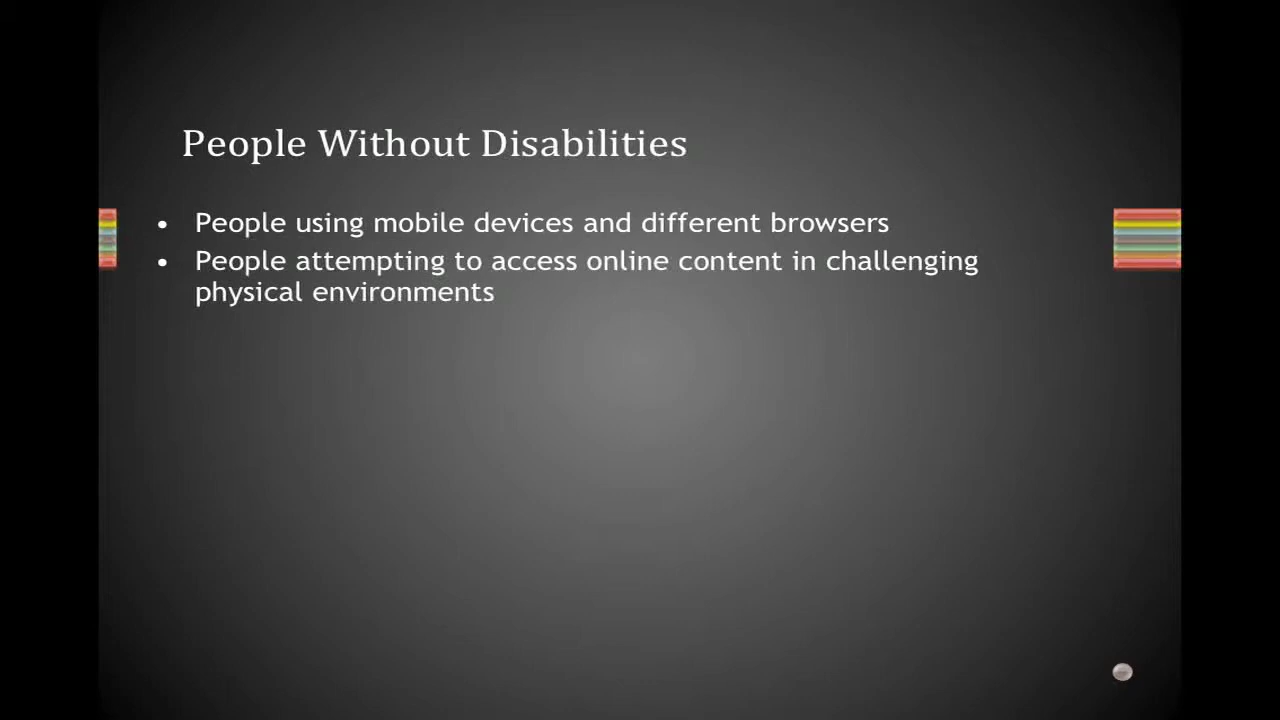 People Without Disabilities
• People using mobile devices and different browsers
• People attempting to access online content in challenging
physical environments